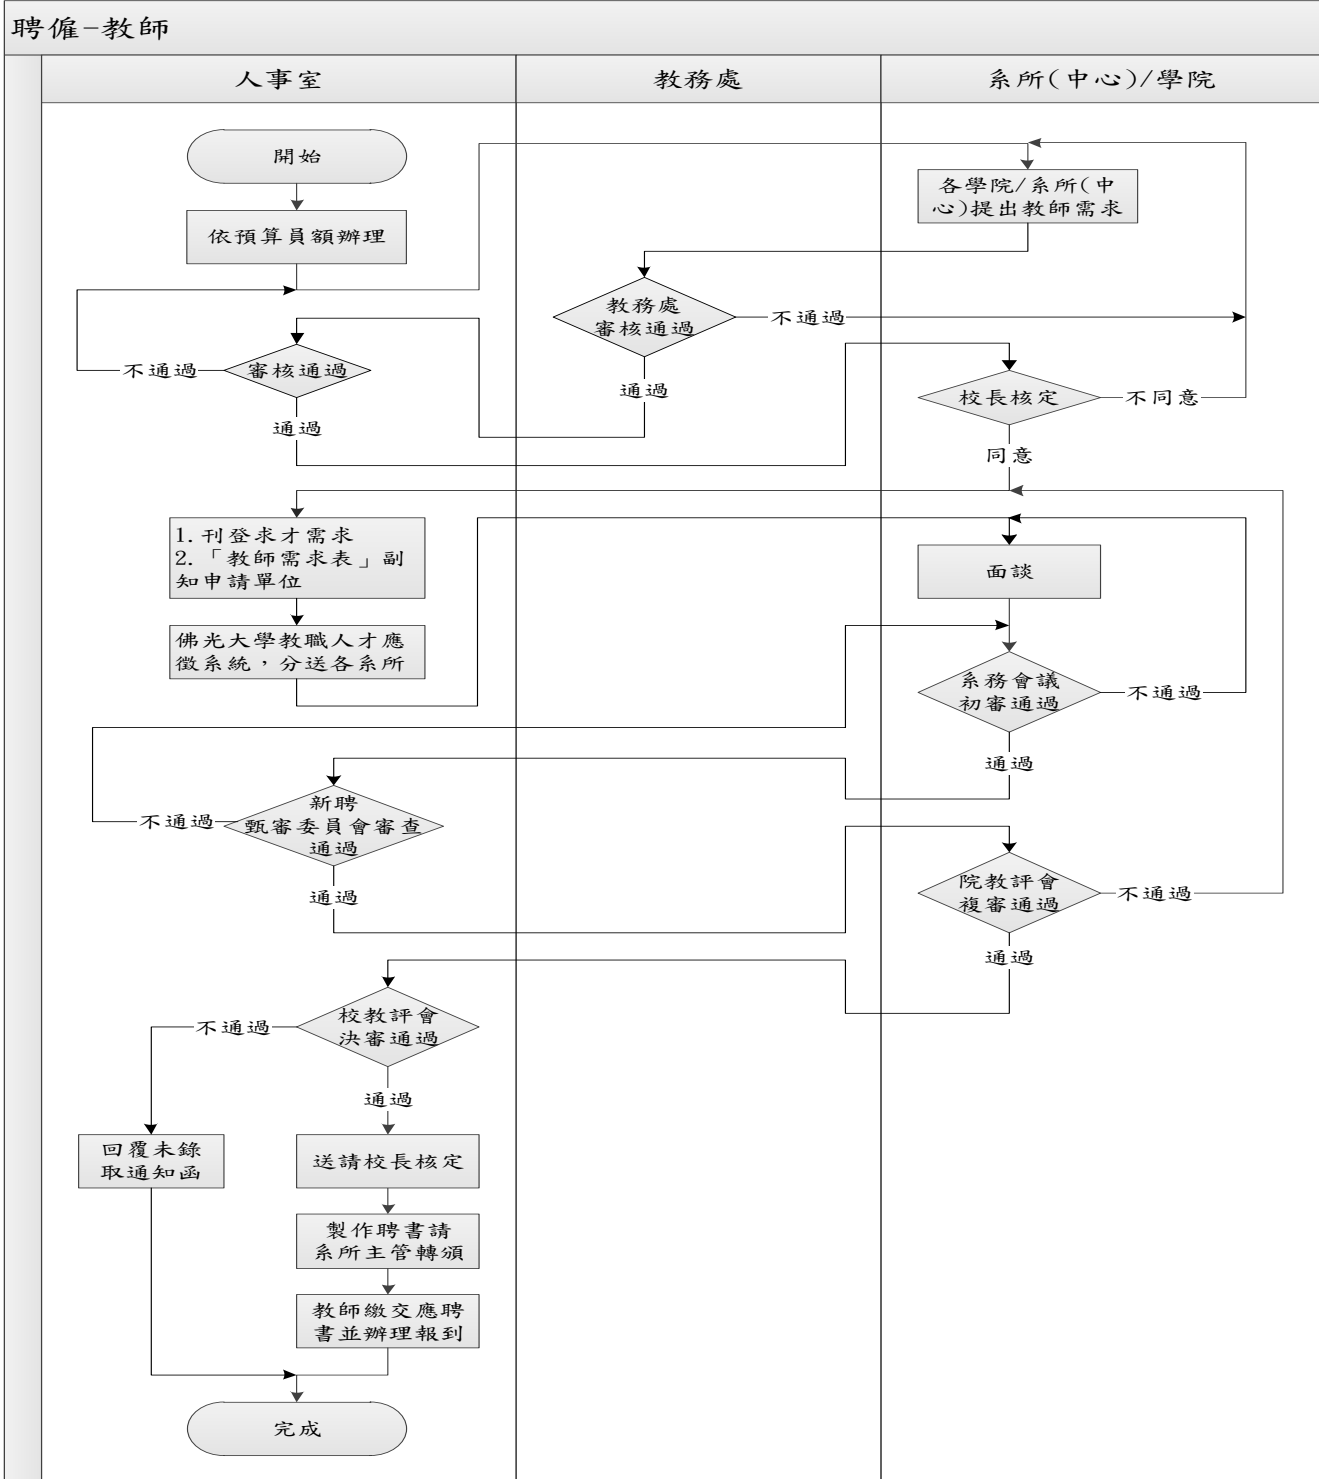 聘僱-教師
人事室
教務處
系所(中心)/學院
開始
依預算員額辦理
各學院/系所(中
心)提出教師需求
教務處
審核通過
不通過
通過
審核通過
不通過
通過
校長核定
不同意
同意
1. 刊登求才需求
2. 「教師需求表」副
知申請單位
佛光大學教職人才應
徵系統，分送各系所
面談
系務會議
初審通過
不通過
通過
新聘
甄審委員會審查
通過
不通過
通過
院教評會
複審通過
不通過
通過
校教評會
決審通過
不通過
通過
回覆未錄
取通知函
送請校長核定
製作聘書請
系所主管轉頒
教師繳交應聘
書並辦理報到
完成